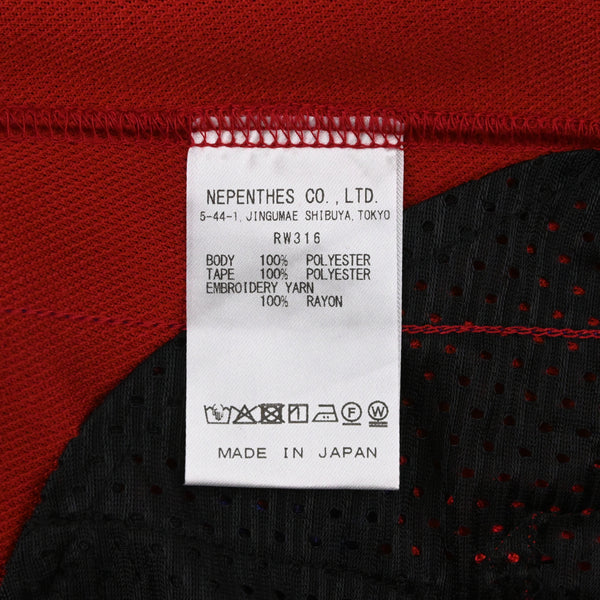 NEPENTHES CO., LTD.
5-44-1, JINGUMAE SHIBUYA, TOKYO
RW316
BODY 100% POLYESTER
TAPE 100% POLYESTER
EMBROIDERY YARN
100% RAYON
F W
MADE IN JAPAN